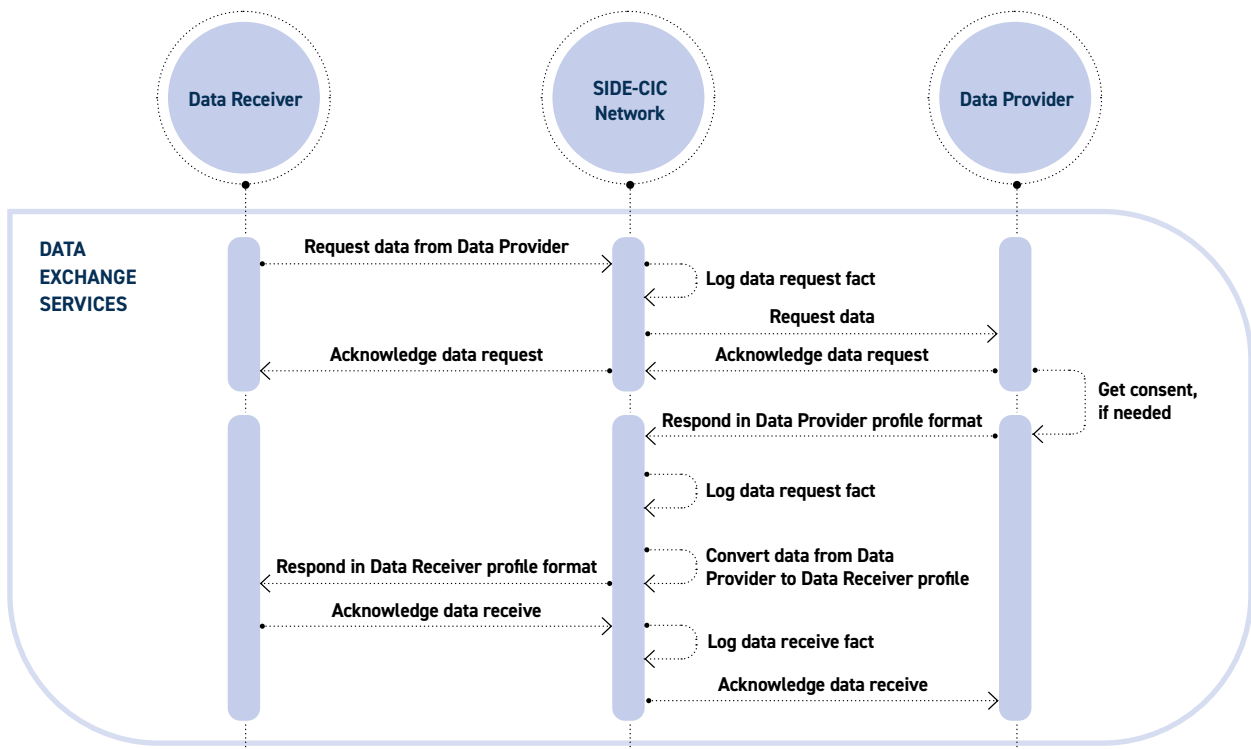 Data Receiver
SIDE-CIC
Network
Data Provider
DATA
EXCHANGE
SERVICES
Request data from Data Provider
Log data request fact
Request data
Acknowledge data request
Acknowledge data request
Get consent,
if needed
Respond in Data Provider profile format
Log data request fact
Convert data from Data
Provider to Data Receiver profile
Respond in Data Receiver profile format
Acknowledge data receive
Log data receive fact
Acknowledge data receive